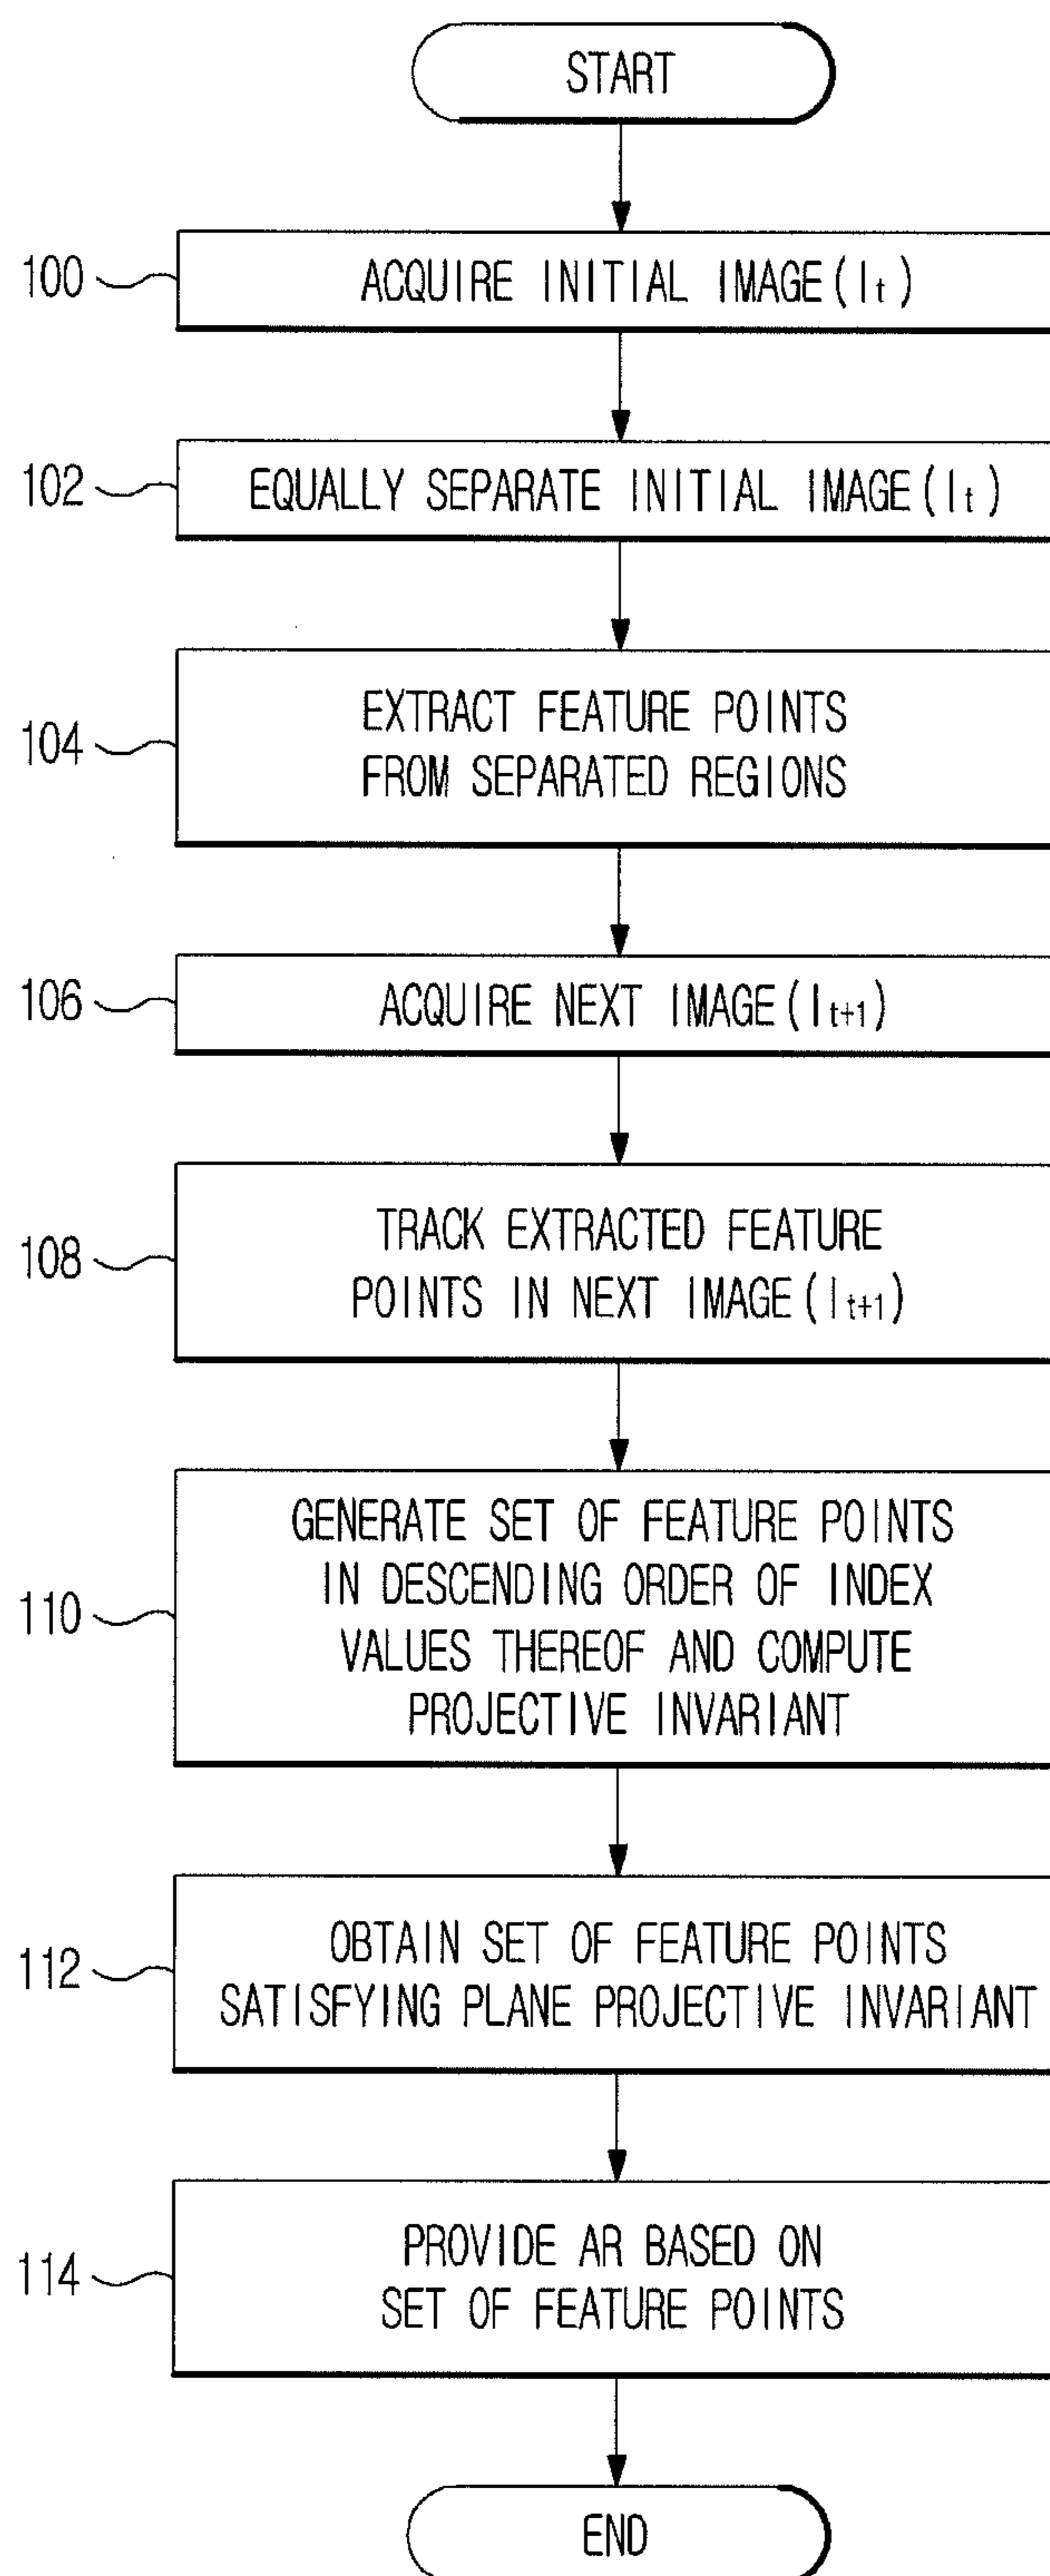 START
100
ACQUIRE INITIAL IMAGE(It)
102
EQUALLY SEPARATE INITIAL IMAGE(It)
104
EXTRACT FEATURE POINTS
FROM SEPARATED REGIONS
106
ACQUIRE NEXT IMAGE(It+1)
108
TRACK EXTRACTED FEATURE
POINTS IN NEXT IMAGE(It+1)
110
GENERATE SET OF FEATURE POINTS
IN DESCENDING ORDER OF INDEX
VALUES THEREOF AND COMPUTE
PROJECTIVE INVARIANT
112
OBTAIN SET OF FEATURE POINTS
SATISFYING PLANE PROJECTIVE INVARIANT
114
PROVIDE AR BASED ON
SET OF FEATURE POINTS
END